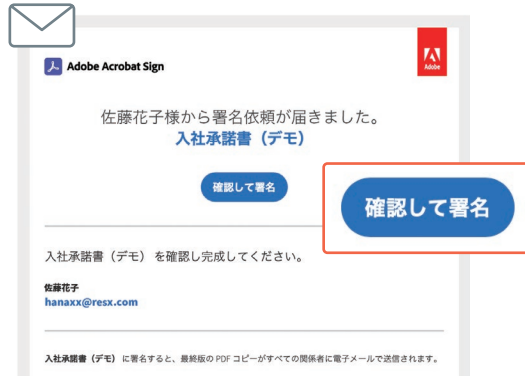 Adobe Acrobat Sign
Adobe
佐藤花子様から署名依頼が届きました。
入社承諾書（デモ）
確認して署名
確認して署名
入社承諾書（デモ） を確認し完成してください。
佐藤花子
hanaxx@resx.com
入社承諾書（デモ） に署名すると、最終版の PDF コピーがすべての関係者に電子メールで送信されます。